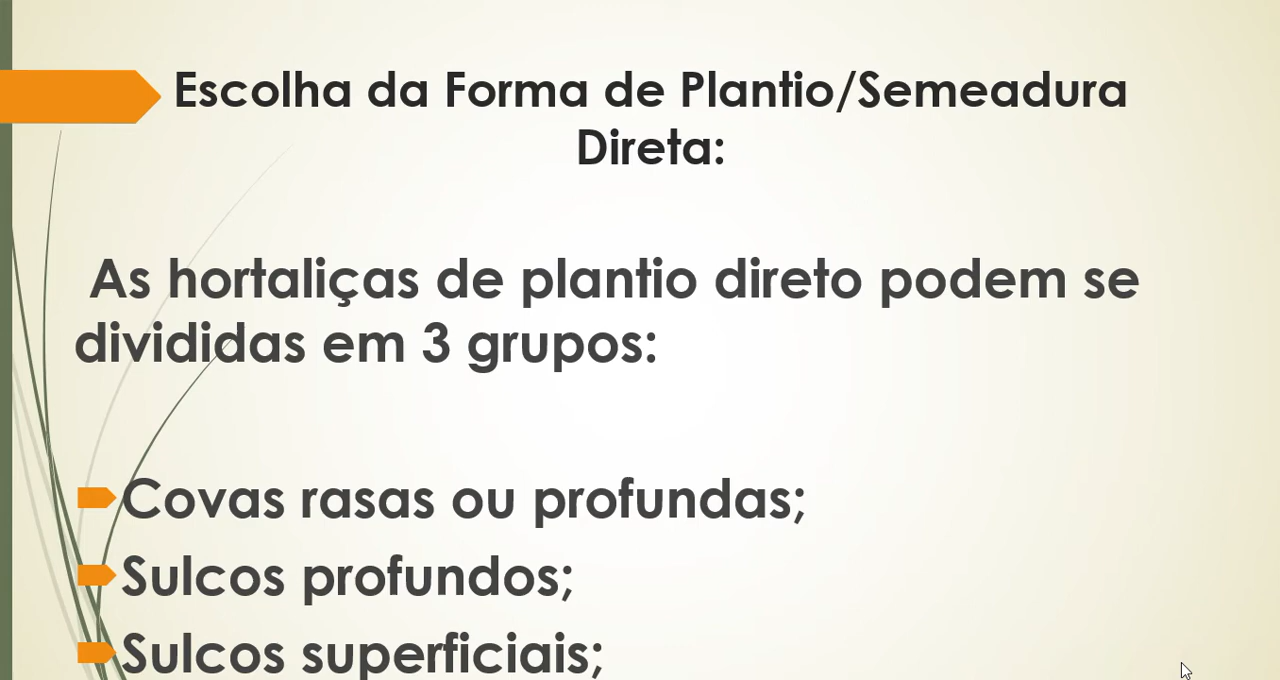 Escolha da Forma de Plantio/Semeadura
Direta:
As hortaliças de plantio direto podem se
divididas em 3 grupos:
Covas rasas ou profundas;
Sulcos profundos;
Sulcos superficiais;